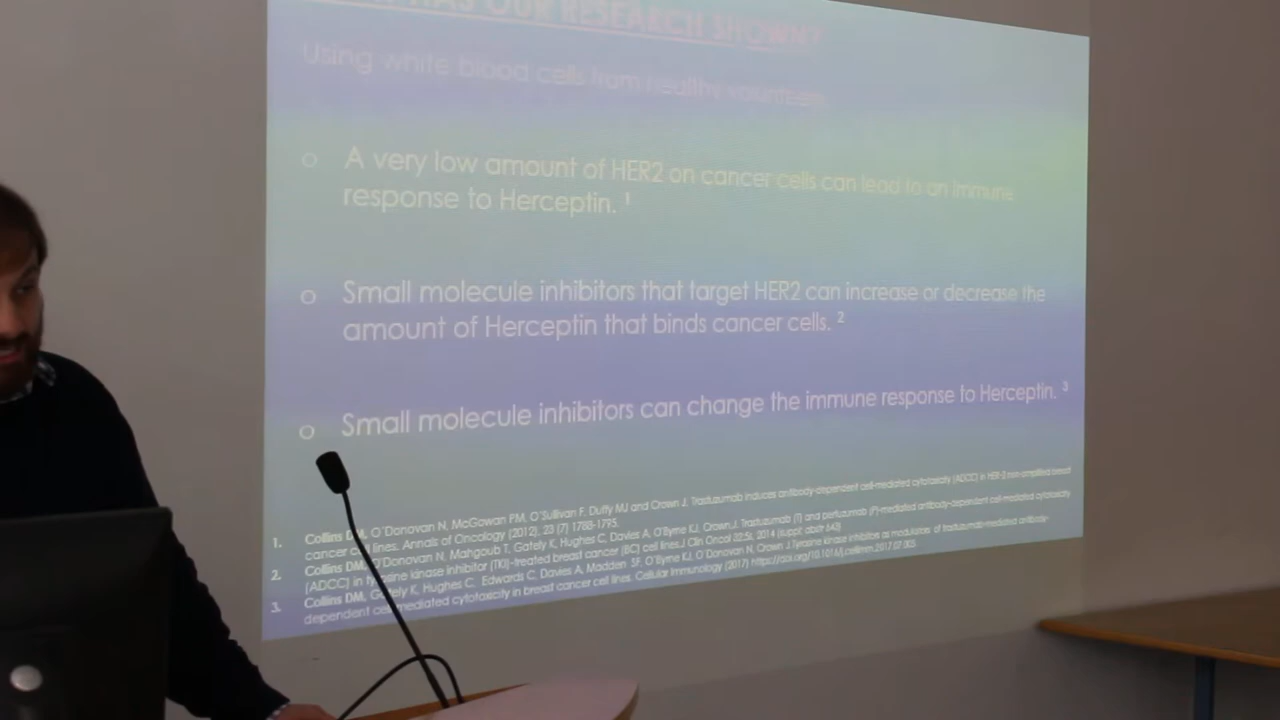 HAS OUR RESEARCH SHOWN?
Using white blood cells from healthy volunteers
o A very low amount of HER2 on cancer cells can lead to an immune
response to Herceptin. 1
o Small molecule inhibitors that target HER2 can increase or decrease the
amount of Herceptin that binds cancer cells. 2
o Small molecule inhibitors can change the immune response to Herceptin. 3
1. Collins DM, O'Donovan N, McGowan PM, O'Sullivan F, Duffy MJ and Crown J. Trastuzumab induces antibody-dependent cell-mediated cytotoxicity (ADCC) in HER-2 non-amplified breast
cancer cell lines. Annals of Oncology (2012). 23 (7) 1788-1795.
2. Collins DM, O'Donovan N, Mahgoub T, Gately K, Hughes C, Davies A, O'Byrne KJ, Crown J. Trastuzumab (T) and pertuzumab (P)-mediated antibody-dependent cell-mediated cytotoxicity
(ADCC) in tyrosine kinase inhibitor (TKI)-treated breast cancer (BC) cell lines. J Clin Oncol 32:5s, 2014 (suppl; abstr 640)
3. Collins DM, Gately K, Hughes C, Edwards C, Davies A, Madden SF, O'Byrne KJ, O'Donovan N, Crown J. Tyrosine kinase inhibitors as modulators of trastuzumab-mediated antibody-
dependent cell-mediated cytotoxicity in breast cancer cell lines. Cellular Immunology (2017) https://doi.org/10.1016/j.cellimm.2017.07.005